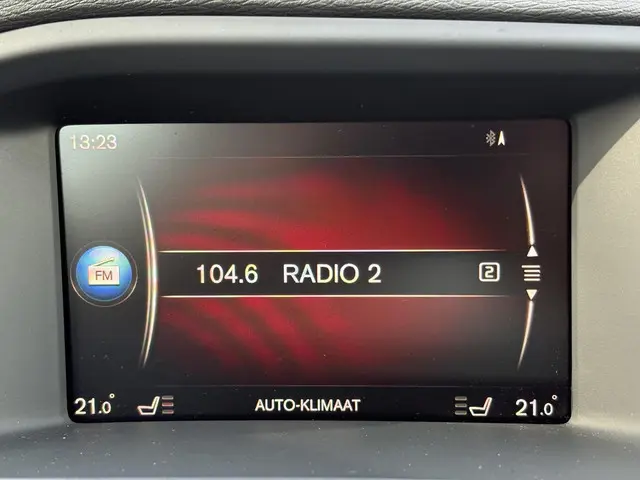 13:23
FM
104.6 RADIO 2 2
21.0° AUTO-KLIMAAT 21.0°